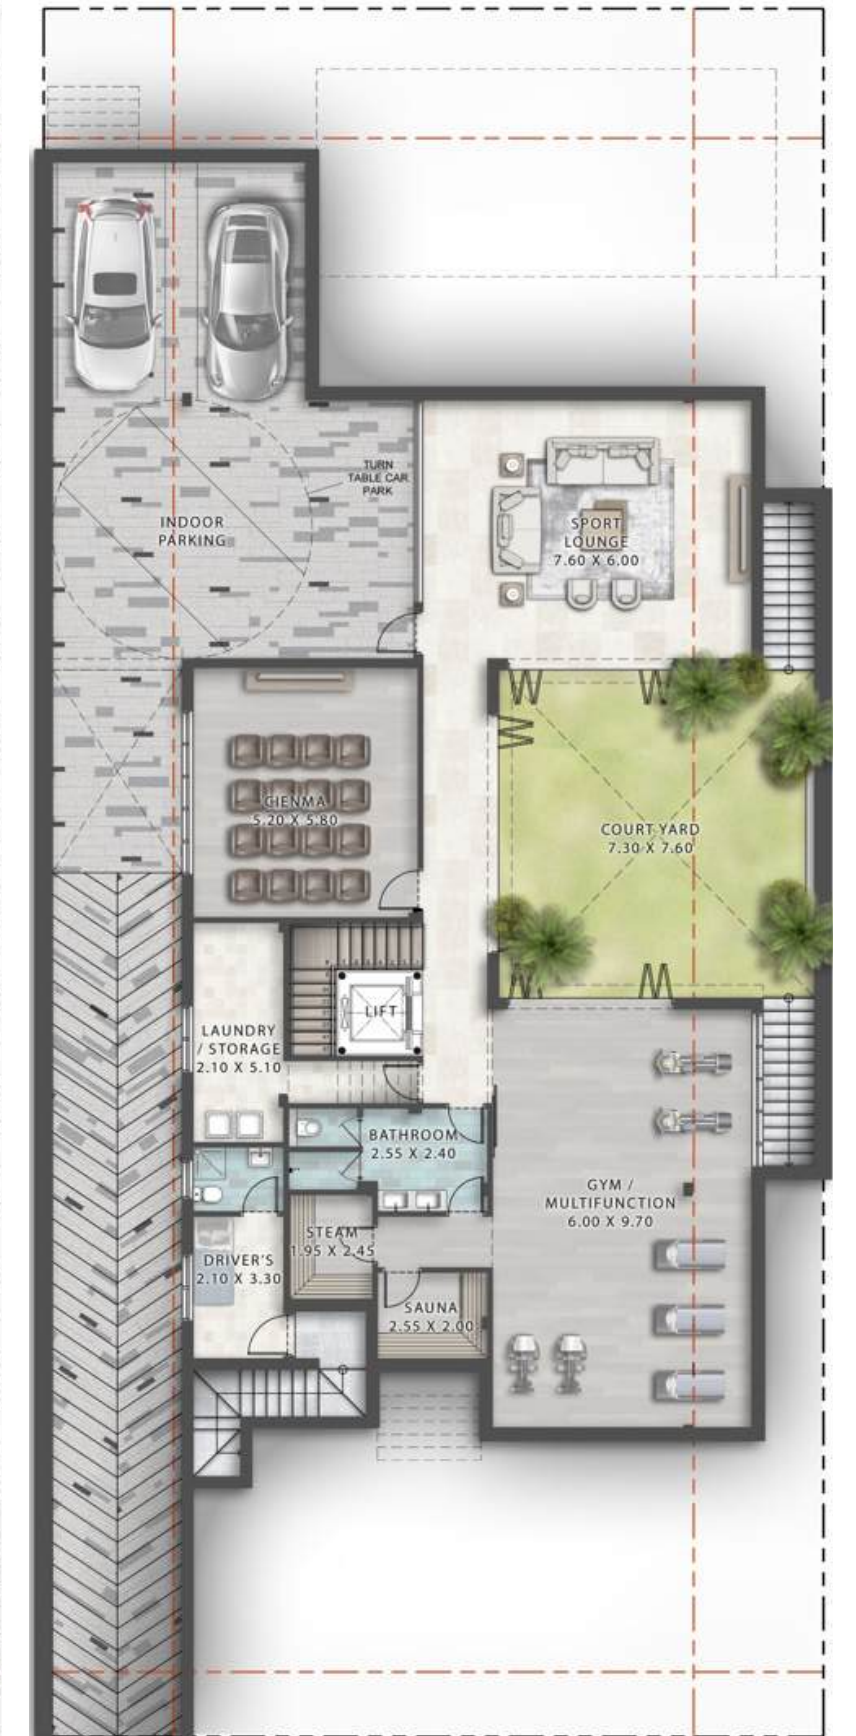 TURN
TABLE CAR
PARK
INDOOR
PARKING
SPORT
LOUNGE
7.60 X 6.00
CIENMA
5.20 X 5.80
COURT YARD
7.30 X 7.60
LIFT
LAUNDRY
/ STORAGE
2.10 X 5.10
BATHROOM
2.55 X 2.40
GYM /
MULTIFUNCTION
6.00 X 9.70
STEAM
1.95 X 2.45
DRIVER'S
2.10 X 3.30
SAUNA
2.55 X 2.00